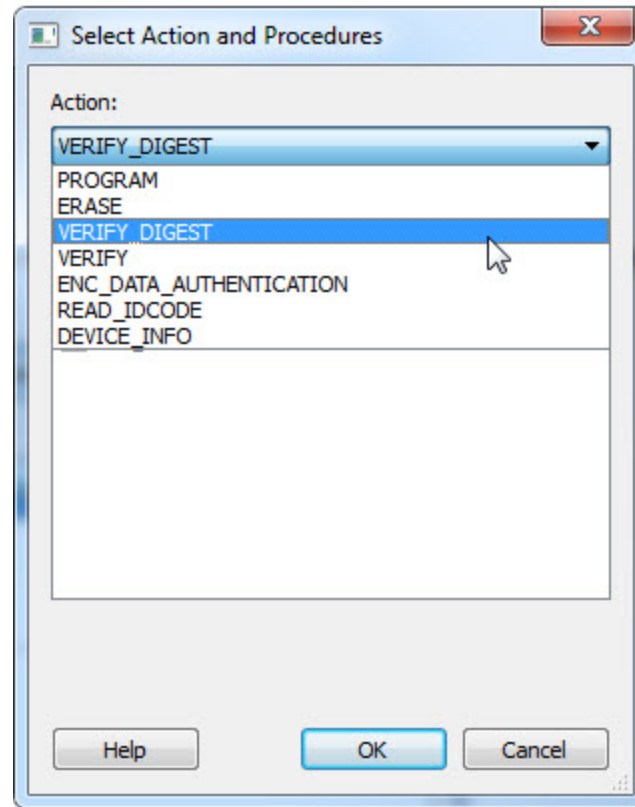 Select Action and Procedures
Action:
VERIFY_DIGEST
PROGRAM
ERASE
VERIFY_DIGEST
VERIFY
ENC_DATA_AUTHENTICATION
READ_IDCODE
DEVICE_INFO
Help OK Cancel